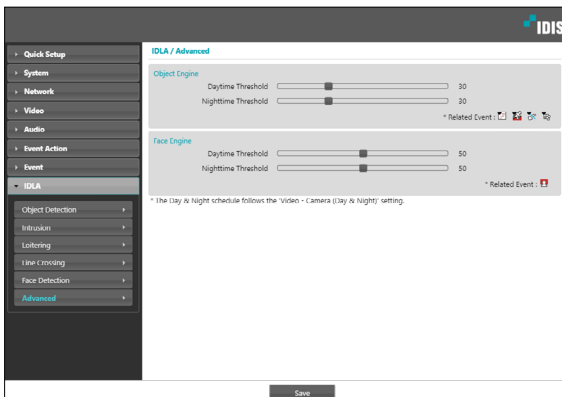 IDIS
Quick Setup
System
Network
Video
Audio
Event Action
Event
IDLA
Object Detection
Intrusion
Loitering
Line Crossing
Face Detection
Advanced
IDLA / Advanced
Object Engine
Daytime Threshold 30
Nighttime Threshold 30
* Related Event :
Face Engine
Daytime Threshold 50
Nighttime Threshold 50
* Related Event :
* The Day & Night schedule follows the 'Video - Camera (Day & Night)' setting.
Save